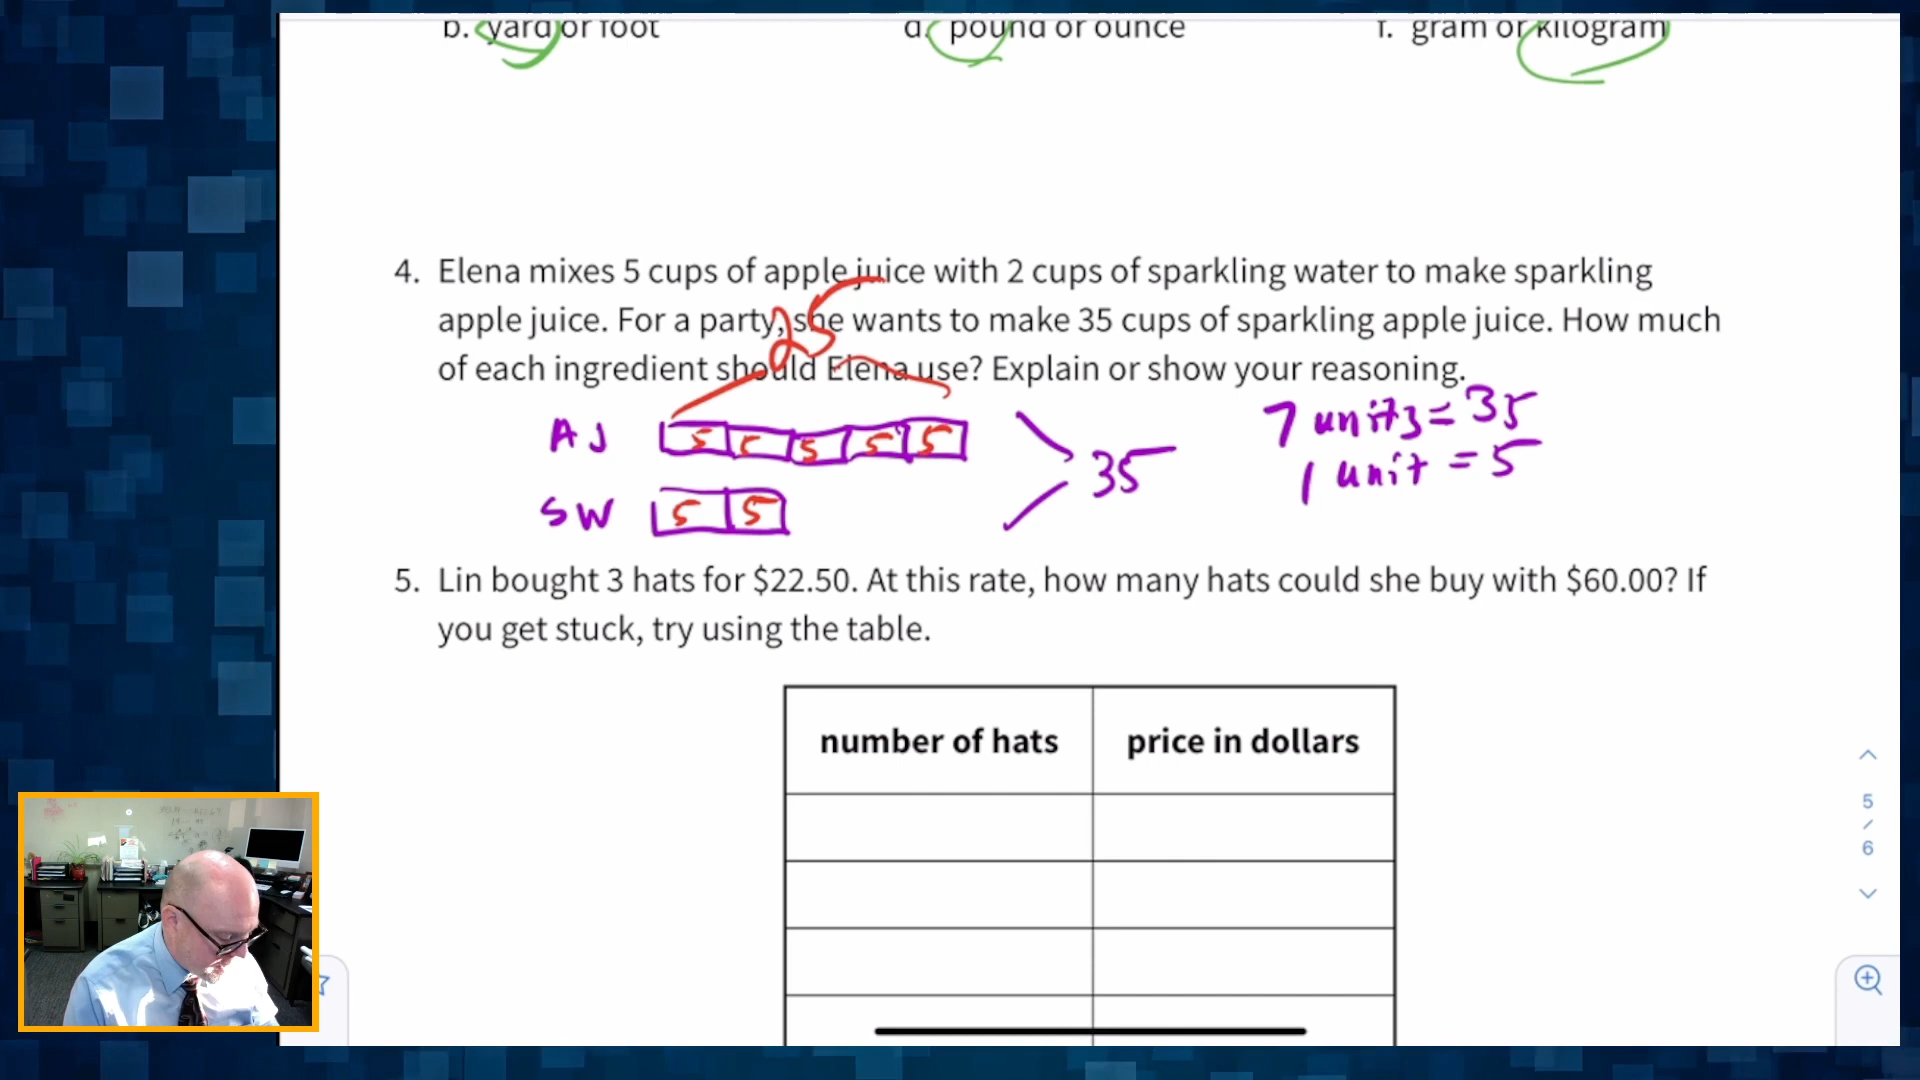 b. yard or foot
d. pound or ounce
f. gram or kilogram
4. Elena mixes 5 cups of apple juice with 2 cups of sparkling water to make sparkling
apple juice. For a party, she wants to make 35 cups of sparkling apple juice. How much
of each ingredient should Elena use? Explain or show your reasoning.
25
AJ 5 5 5 5 5
SW 5 5
35
7 units = 35
1 unit = 5
5. Lin bought 3 hats for $22.50. At this rate, how many hats could she buy with $60.00? If
you get stuck, try using the table.
number of hats
price in dollars
5
/
6